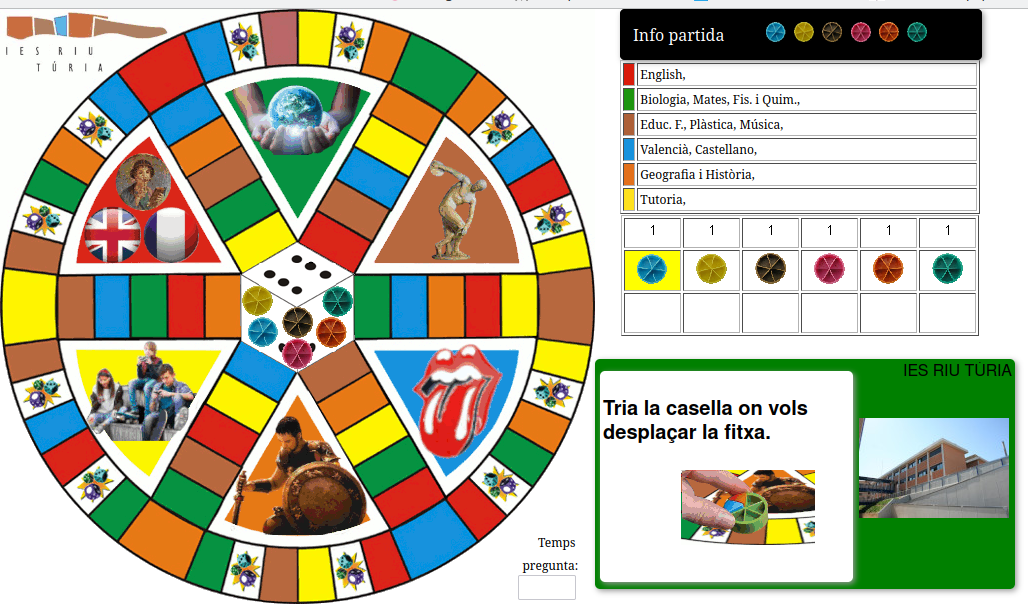 IES RIU
TÚRIA
Info partida
English,
Biologia, Mates, Fis. i Quim.,
Educ. F., Plàstica, Música,
Valencià, Castellano,
Geografia i Història,
Tutoria,
1 1 1 1 1 1
IES RIU TÚRIA
Tria la casella on vols
desplaçar la fitxa.
Temps
pregunta: